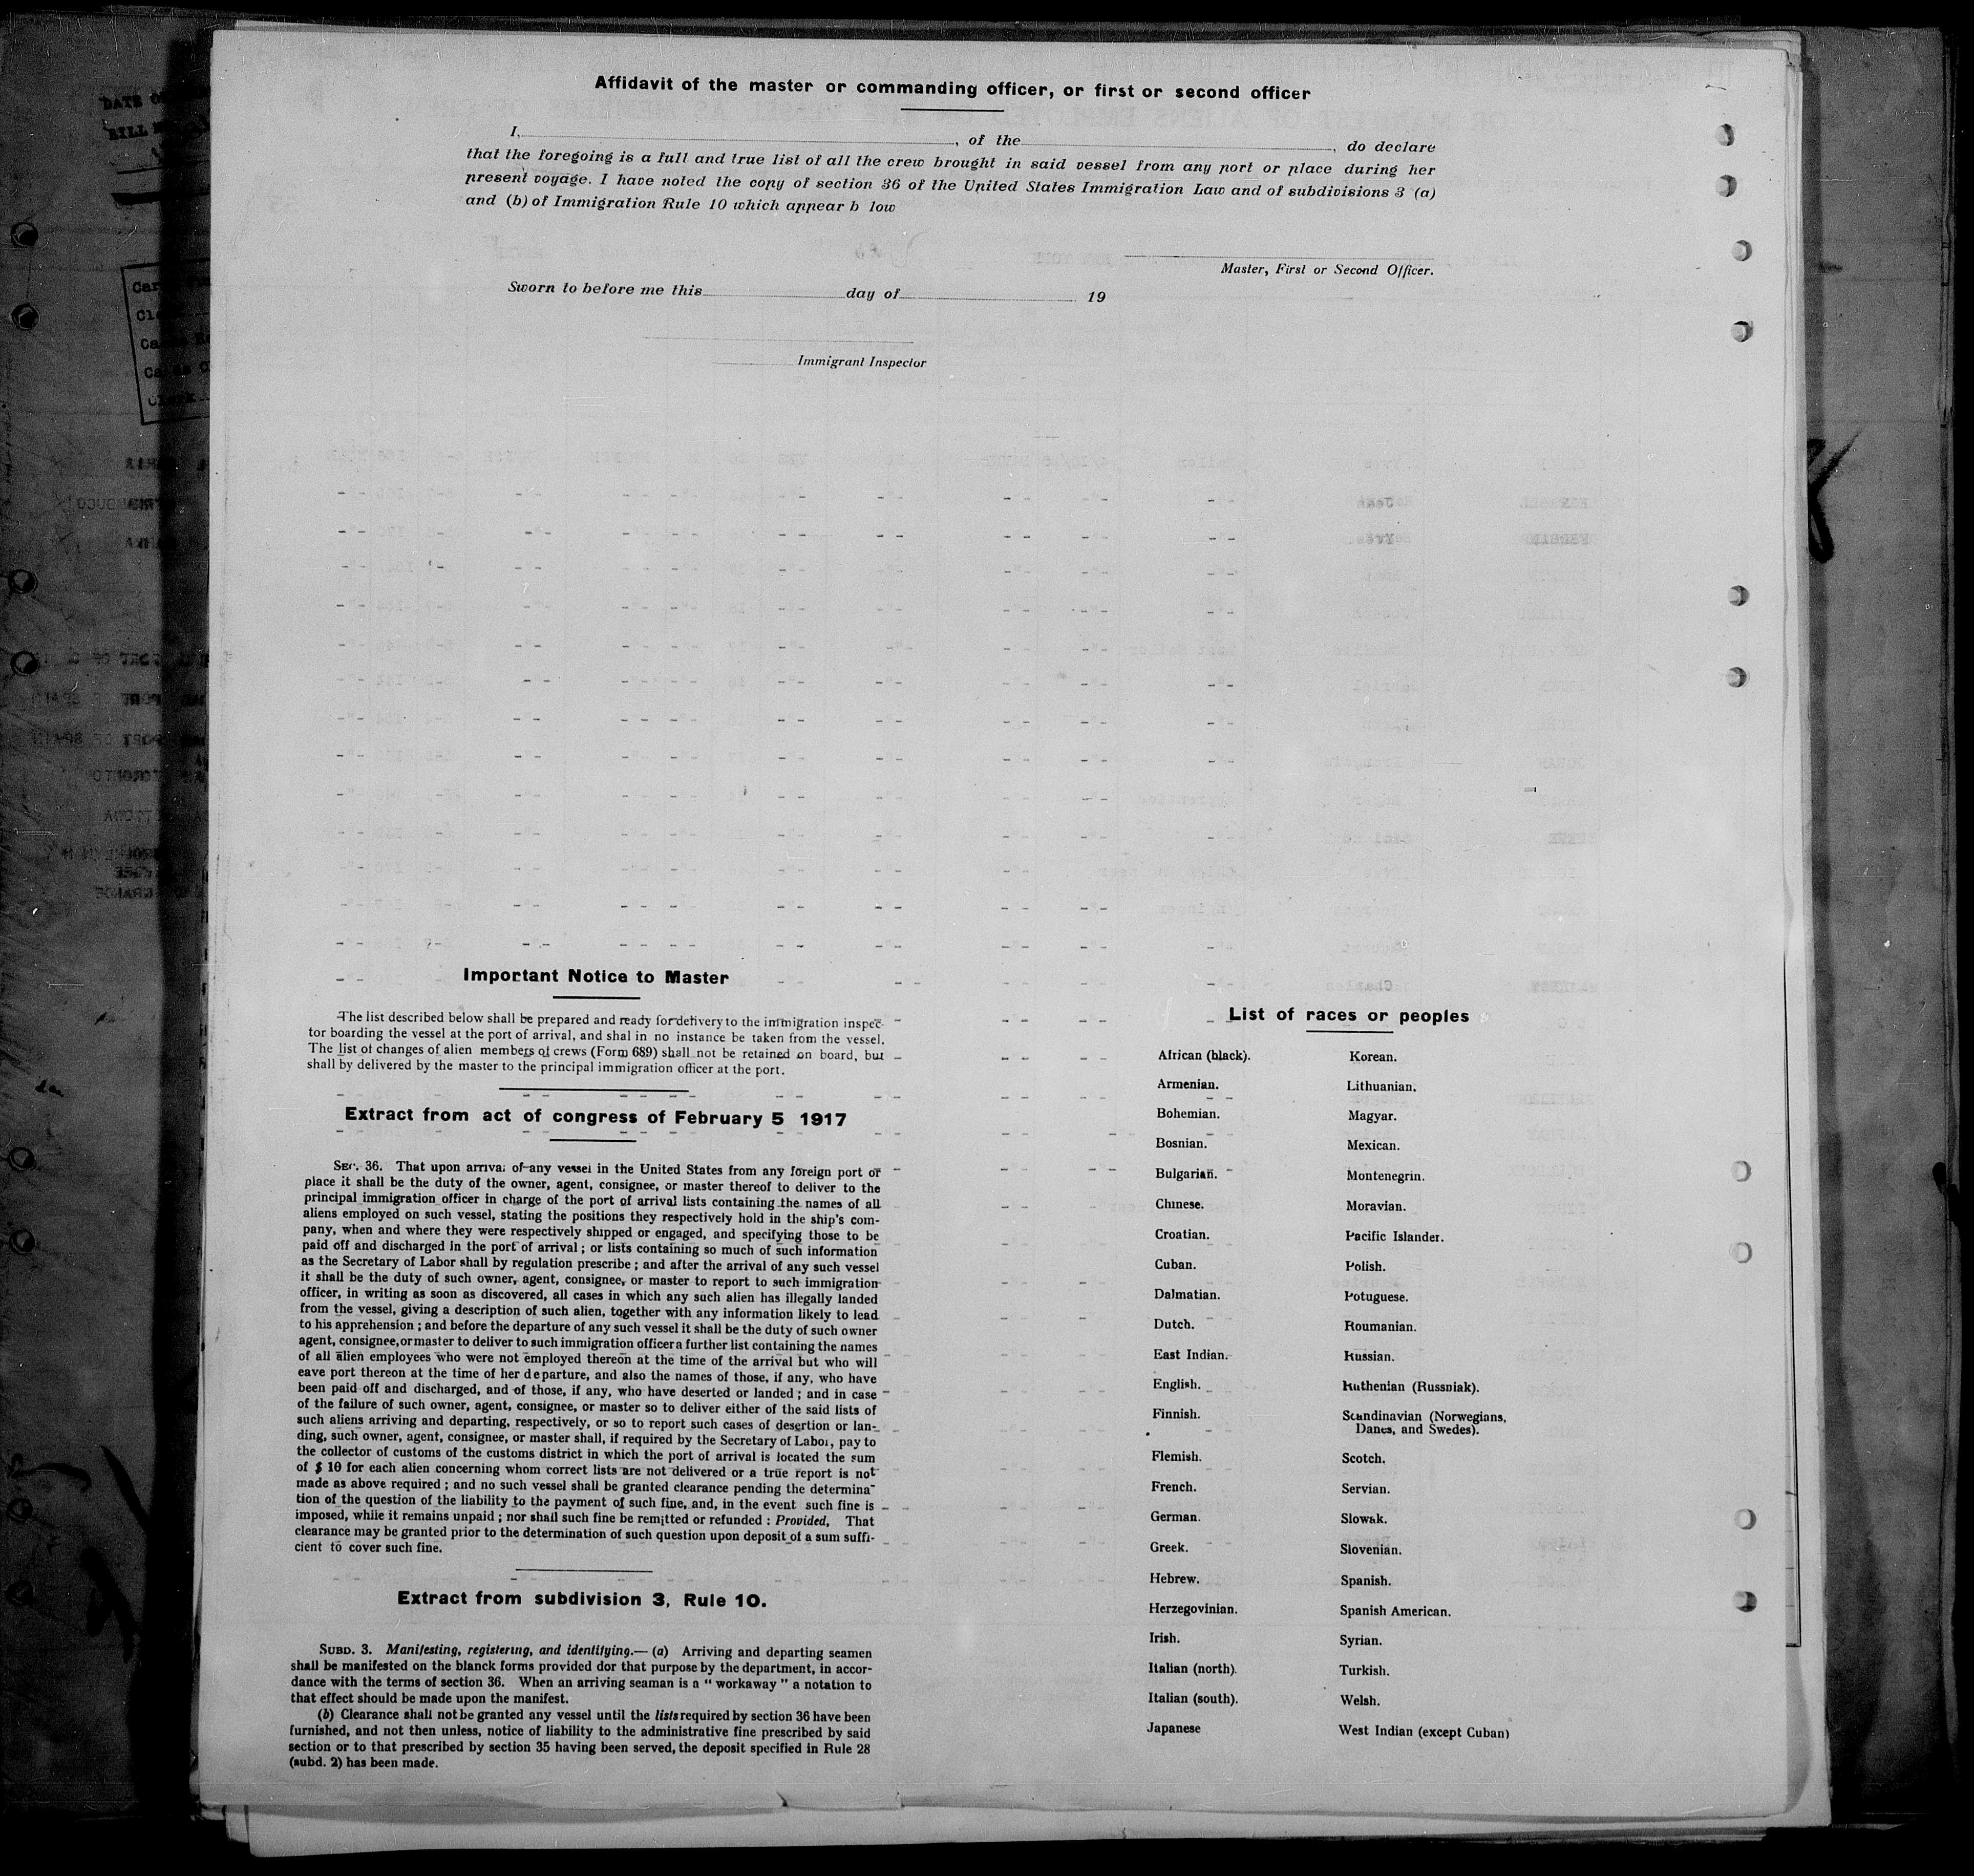 Affidavit of the master or commanding officer, or first or second officer
I, , of the , do declare
that the foregoing is a full and true list of all the crew brought in said vessel from any port or place during her
present voyage. I have noted the copy of section 36 of the United States Immigration Law and of subdivisions 3 (a)
and (b) of Immigration Rule 10 which appear b low
Master, First or Second Officer.
Sworn to before me this day of 19
Immigrant Inspector
Important Notice to Master
The list described below shall be prepared and ready for delivery to the immigration inspec-
tor boarding the vessel at the port of arrival, and shal in no instance be taken from the vessel.
The list of changes of alien members of crews (Form 689) shall not be retained on board, but
shall by delivered by the master to the principal immigration officer at the port.
Extract from act of congress of February 5 1917
SEC. 36. That upon arrival of any vessel in the United States from any foreign port or
place it shall be the duty of the owner, agent, consignee, or master thereof to deliver to the
principal immigration officer in charge of the port of arrival lists containing the names of all
aliens employed on such vessel, stating the positions they respectively hold in the ship's com-
pany, when and where they were respectively shipped or engaged, and specifying those to be
paid off and discharged in the port of arrival ; or lists containing so much of such information
as the Secretary of Labor shall by regulation prescribe ; and after the arrival of any such vessel
it shall be the duty of such owner, agent, consignee, or master to report to such immigration
officer, in writing as soon as discovered, all cases in which any such alien has illegally landed
from the vessel, giving a description of such alien, together with any information likely to lead
to his apprehension ; and before the departure of any such vessel it shall be the duty of such owner
agent, consignee, or master to deliver to such immigration officer a further list containing the names
of all alien employees who were not employed thereon at the time of the arrival but who will
eave port thereon at the time of her departure, and also the names of those, if any, who have
been paid off and discharged, and of those, if any, who have deserted or landed ; and in case
of the failure of such owner, agent, consignee, or master so to deliver either of the said lists of
such aliens arriving and departing, respectively, or so to report such cases of desertion or lan-
ding, such owner, agent, consignee, or master shall, if required by the Secretary of Labor, pay to
the collector of customs of the customs district in which the port of arrival is located the sum
of $ 10 for each alien concerning whom correct lists are not delivered or a true report is not
made as above required ; and no such vessel shall be granted clearance pending the determina-
tion of the question of the liability to the payment of such fine, and, in the event such fine is
imposed, while it remains unpaid ; nor shall such fine be remitted or refunded : Provided, That
clearance may be granted prior to the determination of such question upon deposit of a sum suffi-
cient to cover such fine.
Extract from subdivision 3, Rule 10.
SUBD. 3. Manifesting, registering, and identifying.— (a) Arriving and departing seamen
shall be manifested on the blanck forms provided dor that purpose by the department, in accor-
dance with the terms of section 36. When an arriving seaman is a " workaway " a notation to
that effect should be made upon the manifest.
(b) Clearance shall not be granted any vessel until the lists required by section 36 have been
furnished, and not then unless, notice of liability to the administrative fine prescribed by said
section or to that prescribed by section 35 having been served, the deposit specified in Rule 28
(subd. 2) has been made.
List of races or peoples
African (black).
Armenian.
Bohemian.
Bosnian.
Bulgarian.
Chinese.
Croatian.
Cuban.
Dalmatian.
Dutch.
East Indian.
English.
Finnish.
Flemish.
French.
German.
Greek.
Hebrew.
Herzegovinian.
Irish.
Italian (north).
Italian (south).
Japanese
Korean.
Lithuanian.
Magyar.
Mexican.
Montenegrin.
Moravian.
Pacific Islander.
Polish.
Potuguese.
Roumanian.
Russian.
Ruthenian (Russniak).
Scandinavian (Norwegians,
Danes, and Swedes).
Scotch.
Servian.
Slowak.
Slovenian.
Spanish.
Spanish American.
Syrian.
Turkish.
Welsh.
West Indian (except Cuban)